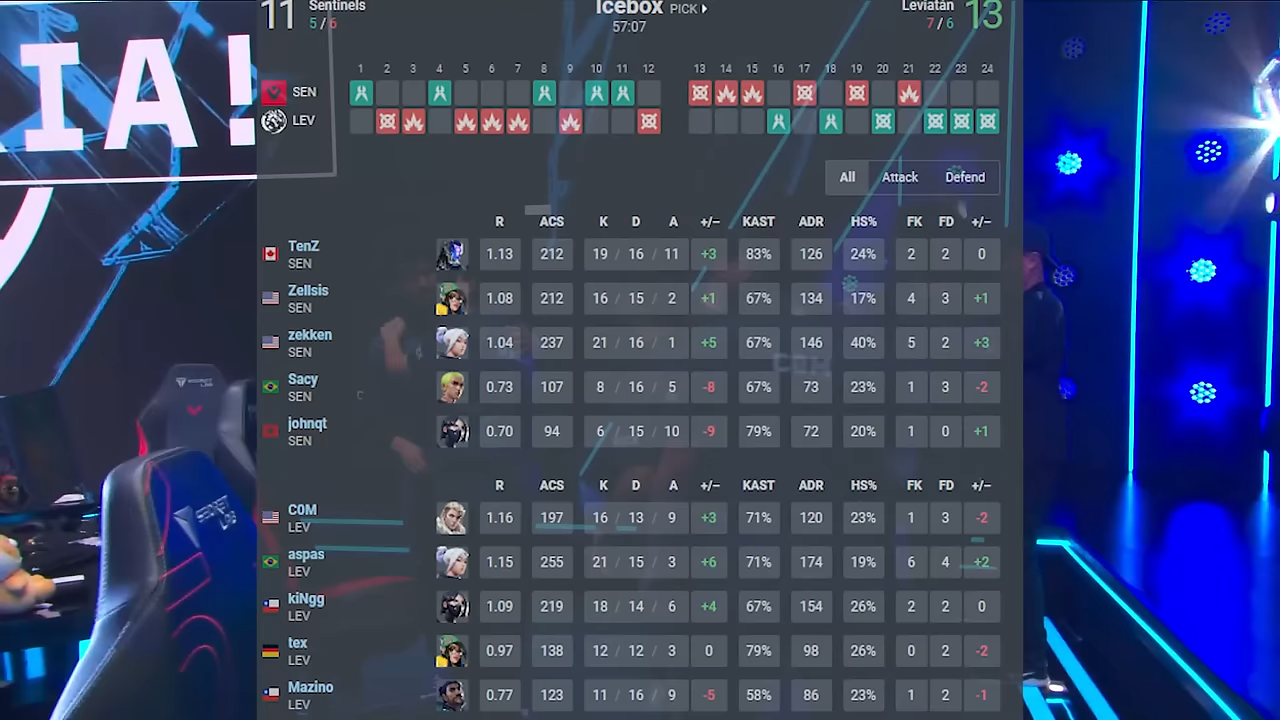 11 Sentinels Icebox PICK Leviatán 13
5 / 6 57:07 7 / 6
IA!
1 2 3 4 5 6 7 8 9 10 11 12 13 14 15 16 17 18 19 20 21 22 23 24
SEN
LEV
All Attack Defend
R ACS K D A +/– KAST ADR HS% FK FD +/–
TenZ
SEN
1.13 212 19 / 16 / 11 +3 83% 126 24% 2 2 0
Zellsis
SEN
1.08 212 16 / 15 / 2 +1 67% 134 17% 4 3 +1
zekken
SEN
1.04 237 21 / 16 / 1 +5 67% 146 40% 5 2 +3
Sacy
SEN
0.73 107 8 / 16 / 5 -8 67% 73 23% 1 3 -2
johnqt
SEN
0.70 94 6 / 15 / 10 -9 79% 72 20% 1 0 +1
R ACS K D A +/– KAST ADR HS% FK FD +/–
C0M
LEV
1.16 197 16 / 13 / 9 +3 71% 120 23% 1 3 -2
aspas
LEV
1.15 255 21 / 15 / 3 +6 71% 174 19% 6 4 +2
kiNgg
LEV
1.09 219 18 / 14 / 6 +4 67% 154 26% 2 2 0
tex
LEV
0.97 138 12 / 12 / 3 0 79% 98 26% 0 2 -2
Mazino
LEV
0.77 123 11 / 16 / 9 -5 58% 86 23% 1 2 -1
SECRET LAB